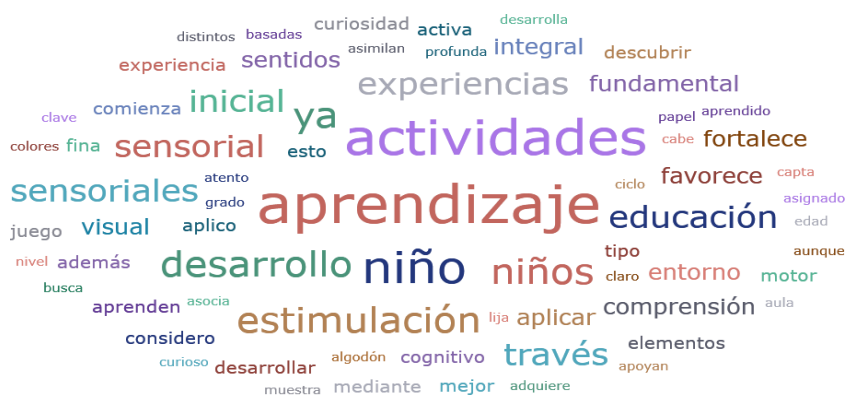 desarrolla
curiosidad activa
distintos basadas asimilan profunda integral descubrir
experiencia sentidos
experiencias fundamental
clave comienza inicial ya papel aprendido
colores fina sensorial esto actividades cabe fortalece
sensoriales atento grado ciclo favorece capta
asignado
juego visual aplico aprendizaje educación edad
nivel además desarrollo niño niños tipo aunque
claro entorno motor
busca
aprenden asocia estimulación lija aplicar comprensión aula
considero elementos
curioso desarrollar algodón cognitivo través apoyan
muestra mediante mejor adquiere